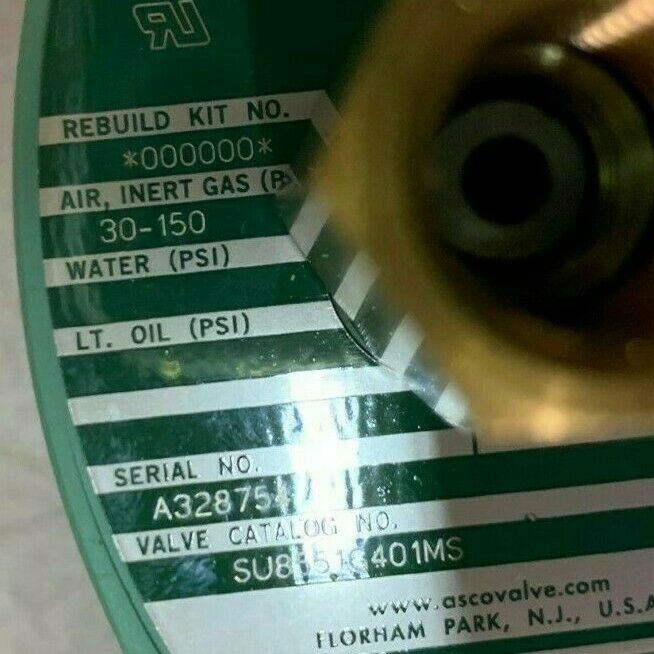 REBUILD KIT NO.
*000000*
AIR, INERT GAS
30-150
WATER (PSI)
LT. OIL (PSI)
SERIAL NO.
VALVE CATALOG NO.
www.ascovalve.com
FLORHAM PARK, N.J., U.S.A